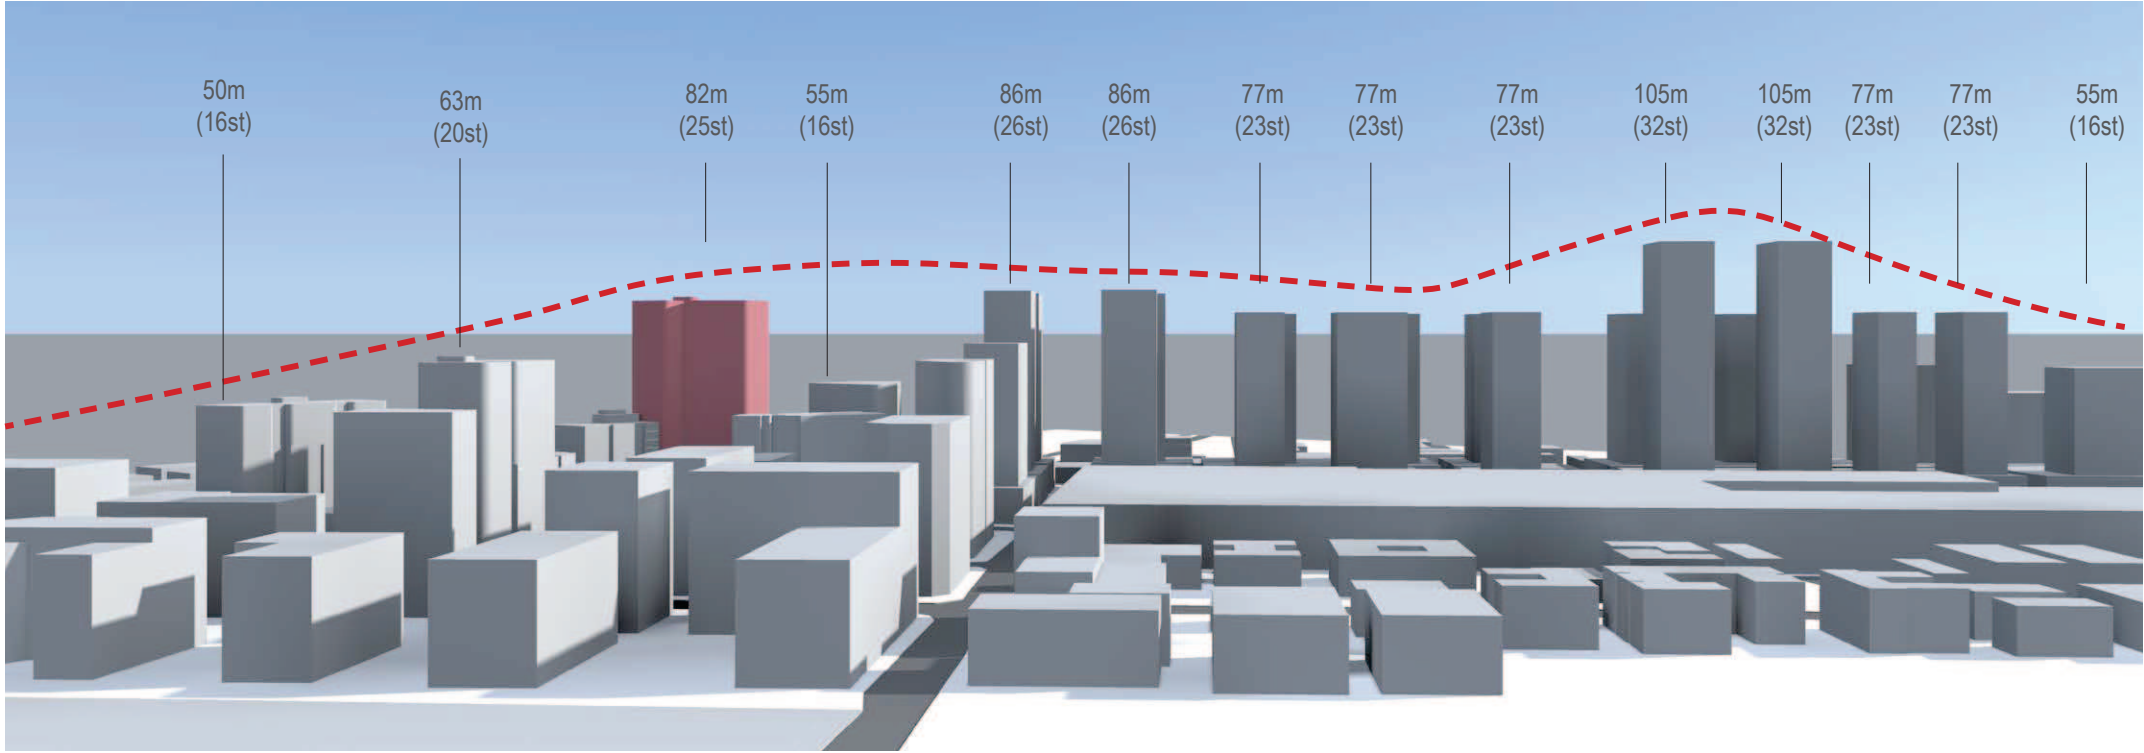 50m
(16st)
63m
(20st)
82m
(25st)
55m
(16st)
86m
(26st)
86m
(26st)
77m
(23st)
77m
(23st)
77m
(23st)
105m
(32st)
105m
(32st)
77m
(23st)
77m
(23st)
55m
(16st)